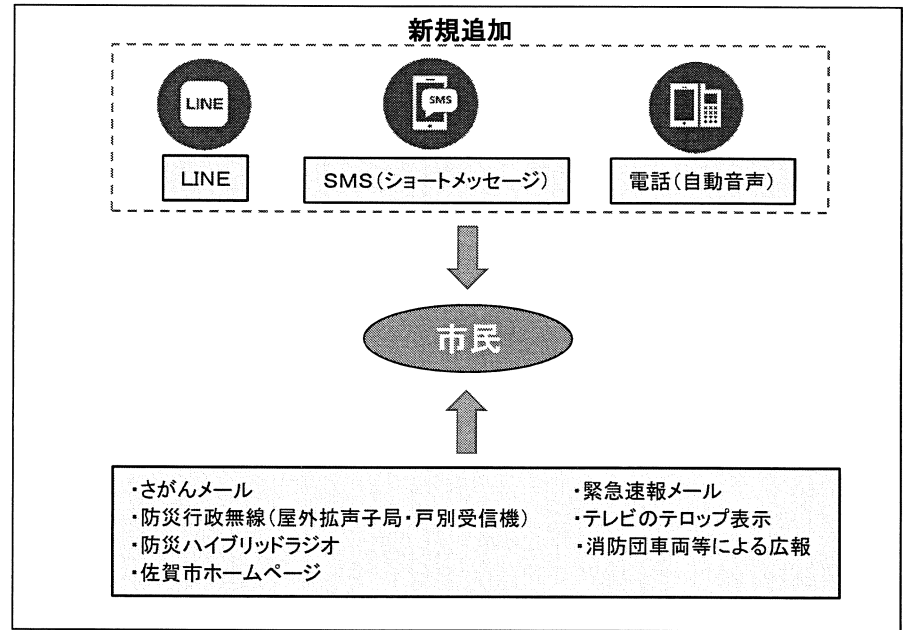 新規追加
LINE
SMS
LINE
SMS(ショートメッセージ)
電話(自動音声)
市民
・さがんメール
・防災行政無線(屋外拡声子局・戸別受信機)
・防災ハイブリッドラジオ
・佐賀市ホームページ
・緊急速報メール
・テレビのテロップ表示
・消防団車両等による広報